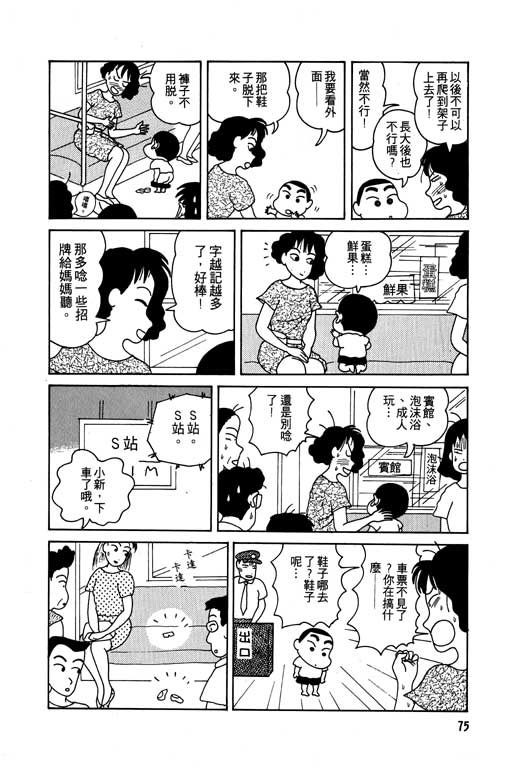 以後不可以
再爬到架子
上去了！
長大後也
不行嗎？
當然不行！
我要看外
面——
那把鞋
子脫下
來。
褲子不
用脫。
蛋糕…
鮮果…
蛋糕
鮮果
字越記越多
了，好棒！
那多唸一些招
牌給媽媽聽。
賓館、
泡沫浴
、成人
玩…
還是別唸
了！
賓館
泡沫浴
S站。
S站。
S站
M
小新，下
車了哦。
車票不見了
？你在搞什
麼——
鞋子哪去
了？鞋子
呢…
出口
卡達
卡達
75